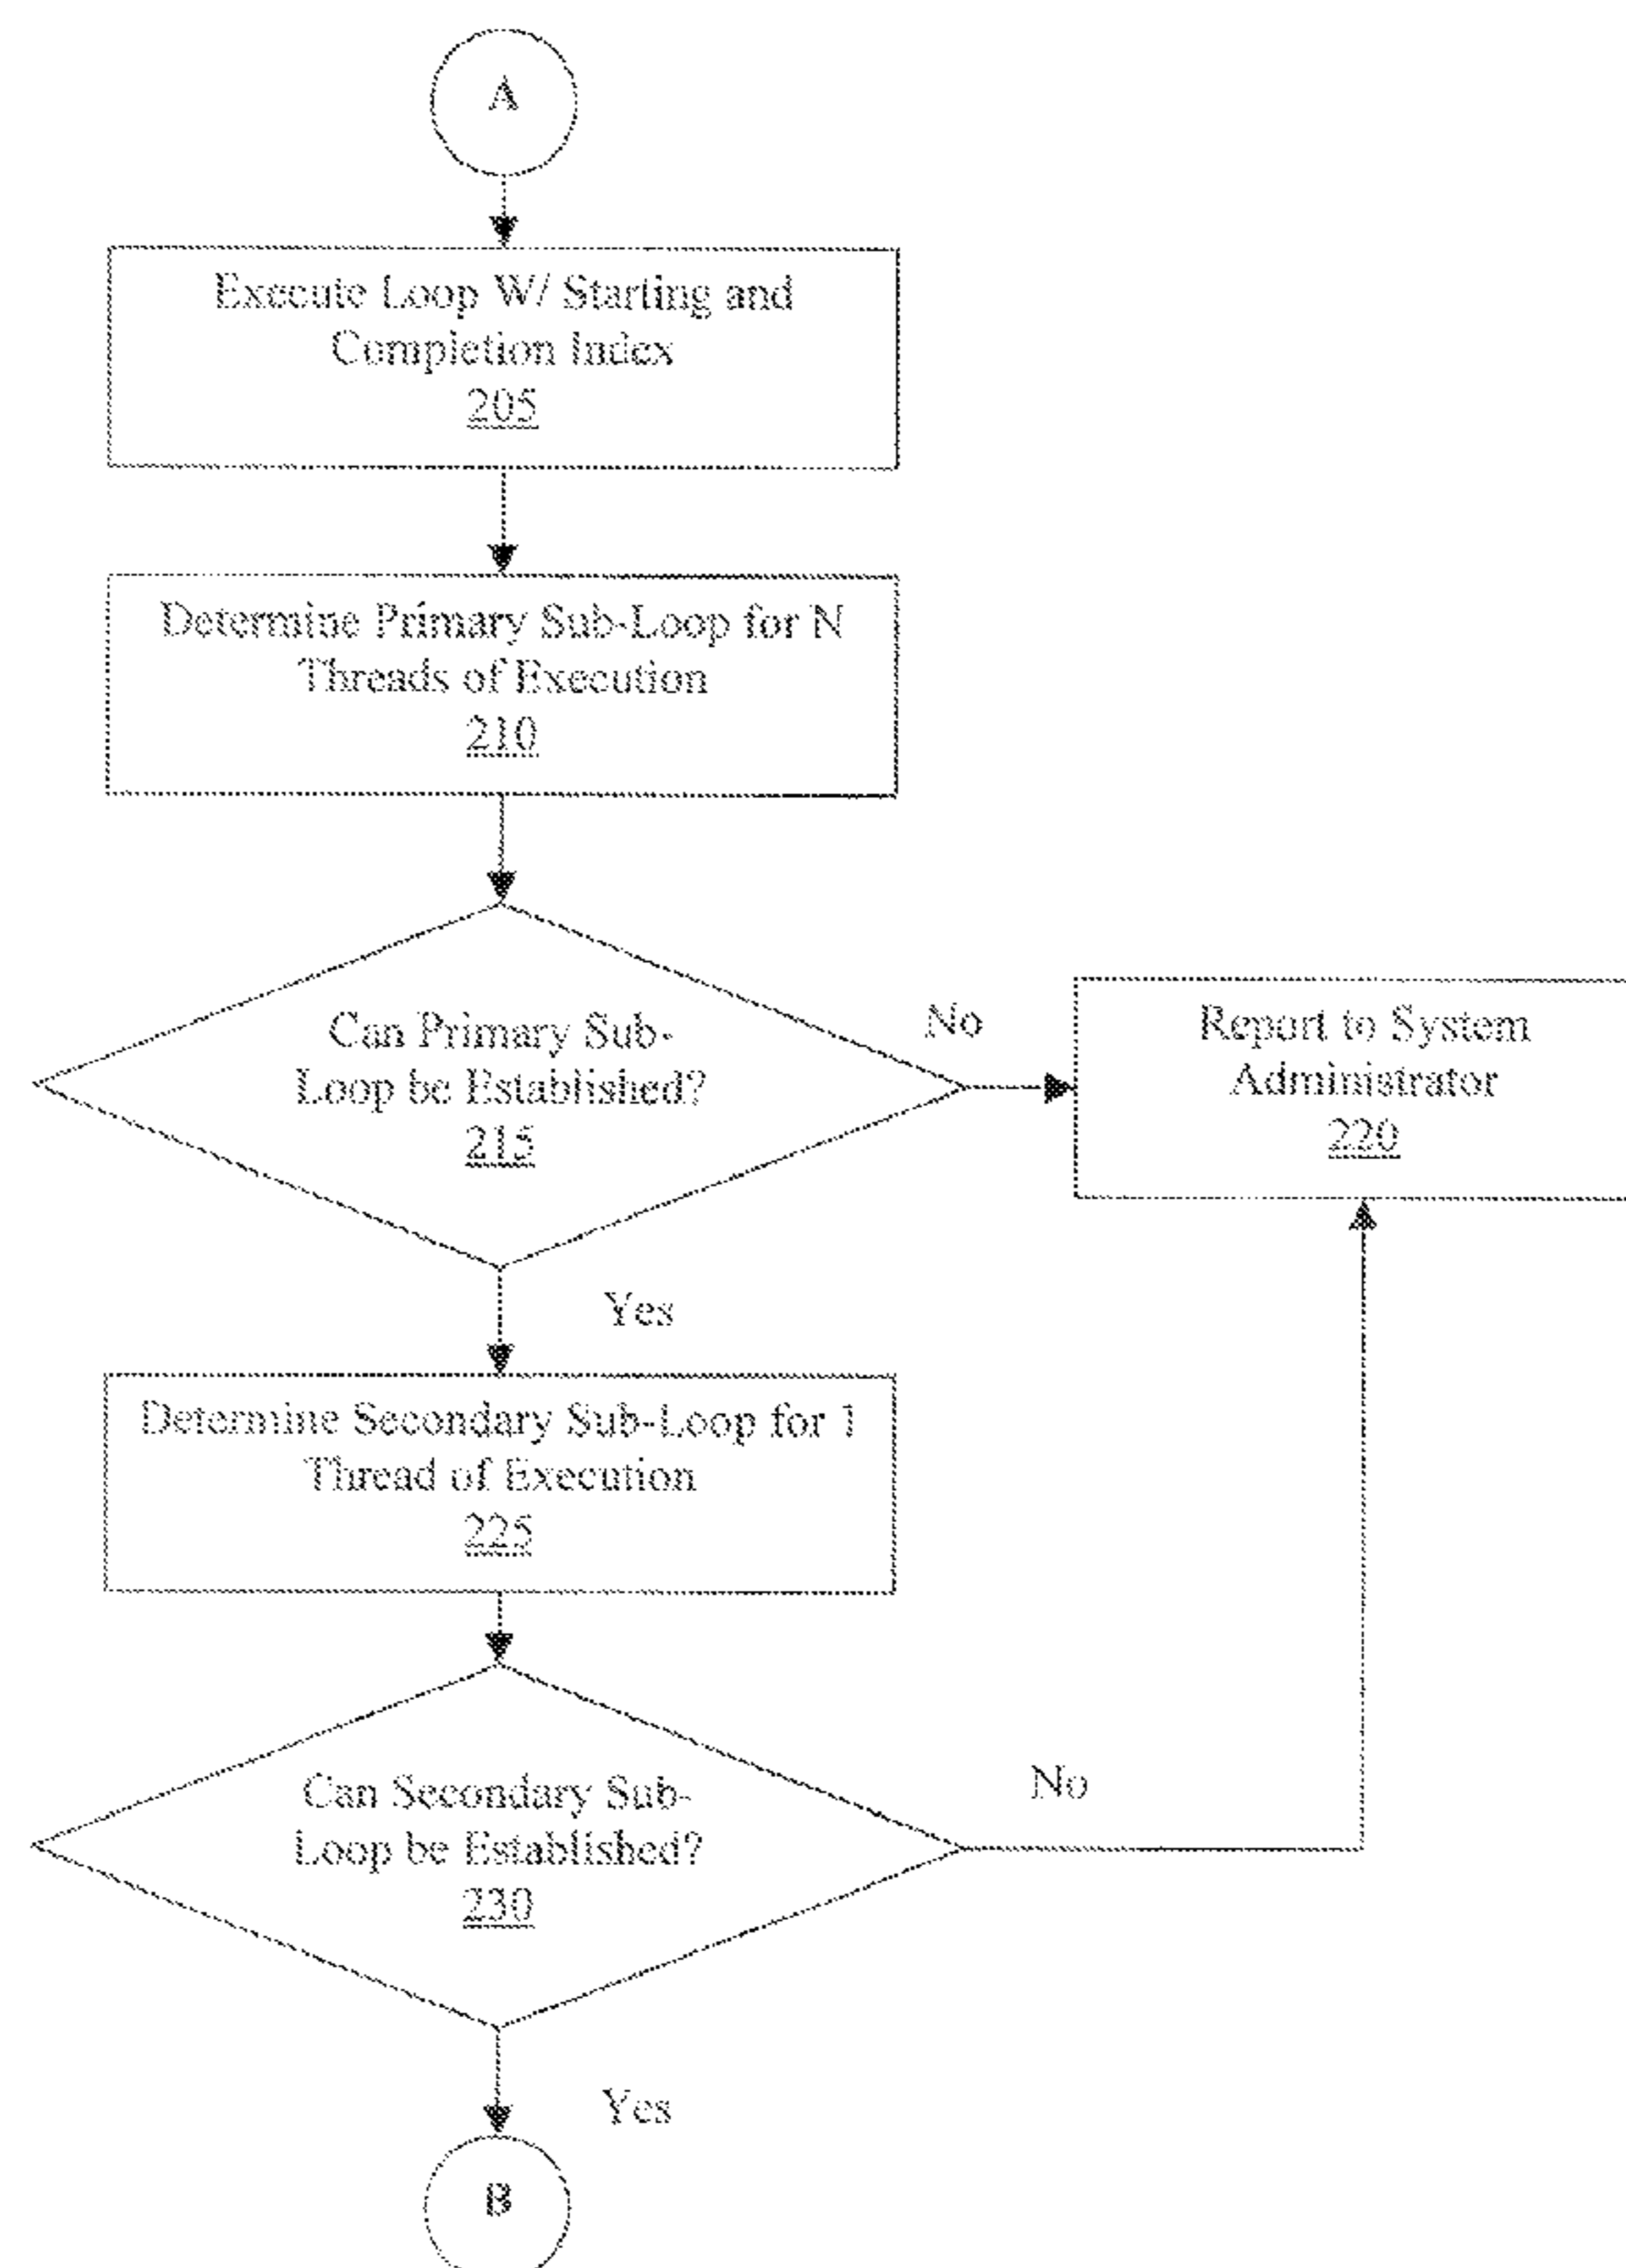 A
Execute Loop W/ Starting and
Completion Index
205
Determine Primary Sub-Loop for N
Threads of Execution
210
Can Primary Sub-
Loop be Established?
215
No
Report to System
Administrator
220
Yes
Determine Secondary Sub-Loop for 1
Thread of Execution
225
Can Secondary Sub-
Loop be Established?
230
No
Yes
B